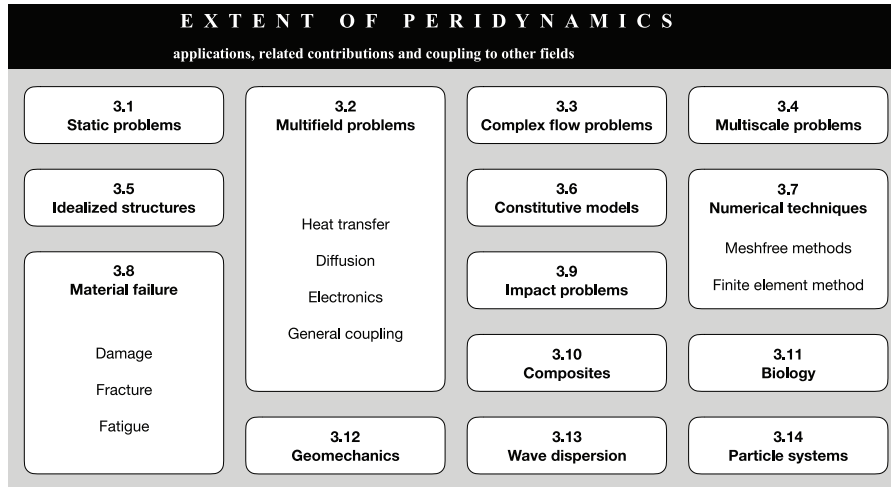 EXTENT OF PERIDYNAMICS
applications, related contributions and coupling to other fields
3.1
Static problems
3.2
Multifield problems
Heat transfer
Diffusion
Electronics
General coupling
3.3
Complex flow problems
3.4
Multiscale problems
3.5
Idealized structures
3.6
Constitutive models
3.7
Numerical techniques
Meshfree methods
Finite element method
3.8
Material failure
Damage
Fracture
Fatigue
3.9
Impact problems
3.10
Composites
3.11
Biology
3.12
Geomechanics
3.13
Wave dispersion
3.14
Particle systems